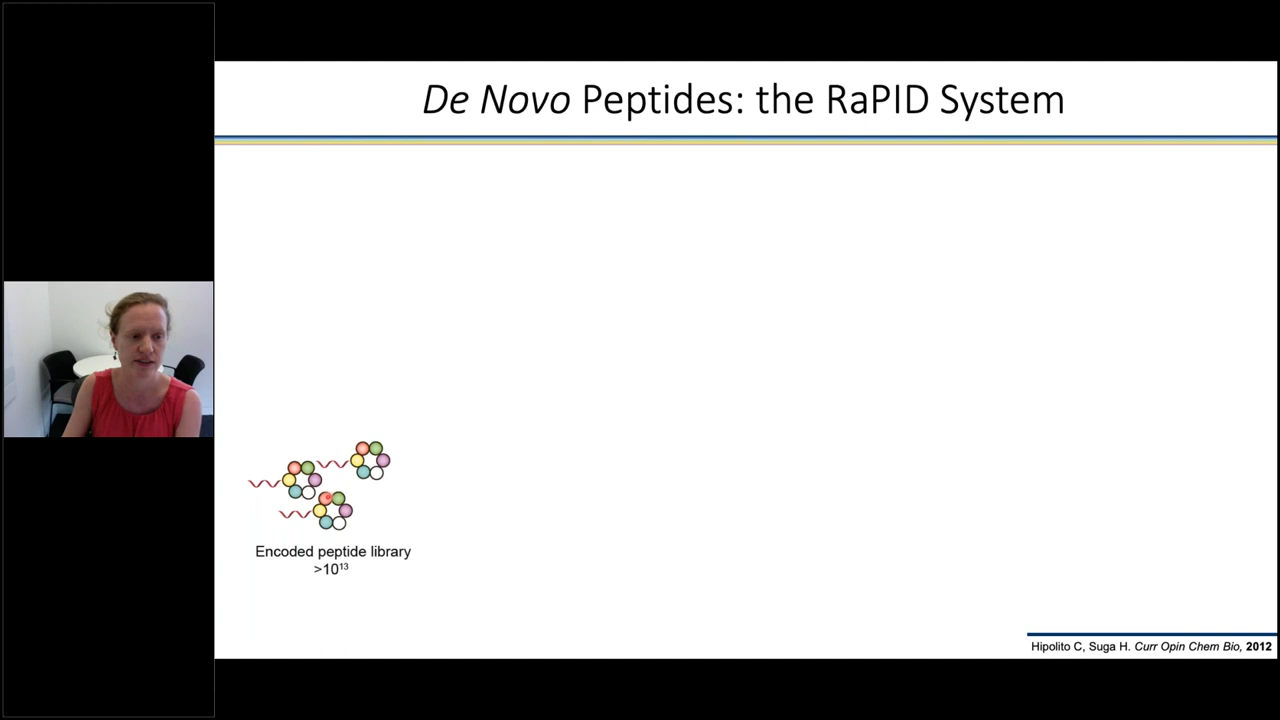 De Novo Peptides: the RaPID System
Encoded peptide library
>10¹³
Hipolito C, Suga H. Curr Opin Chem Bio, 2012